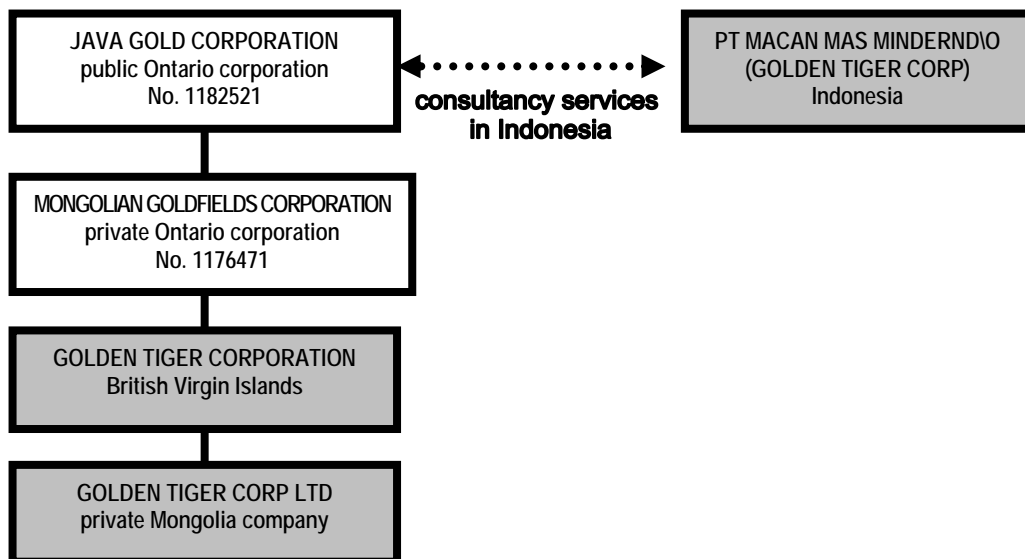 JAVA GOLD CORPORATION
public Ontario corporation
No. 1182521
consultancy services
in Indonesia
PT MACAN MAS MINDERND\O
(GOLDEN TIGER CORP)
Indonesia
MONGOLIAN GOLDFIELDS CORPORATION
private Ontario corporation
No. 1176471
GOLDEN TIGER CORPORATION
British Virgin Islands
GOLDEN TIGER CORP LTD
private Mongolia company